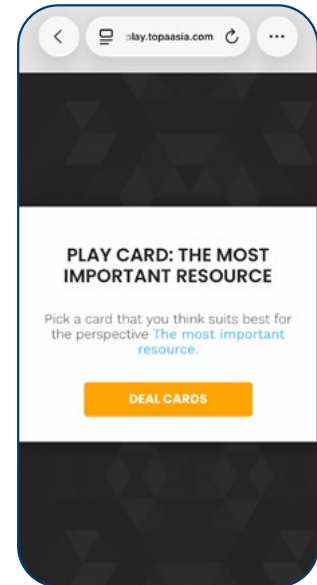 play.topaasia.com
PLAY CARD: THE MOST
IMPORTANT RESOURCE
Pick a card that you think suits best for
the perspective The most important
resource.
DEAL CARDS